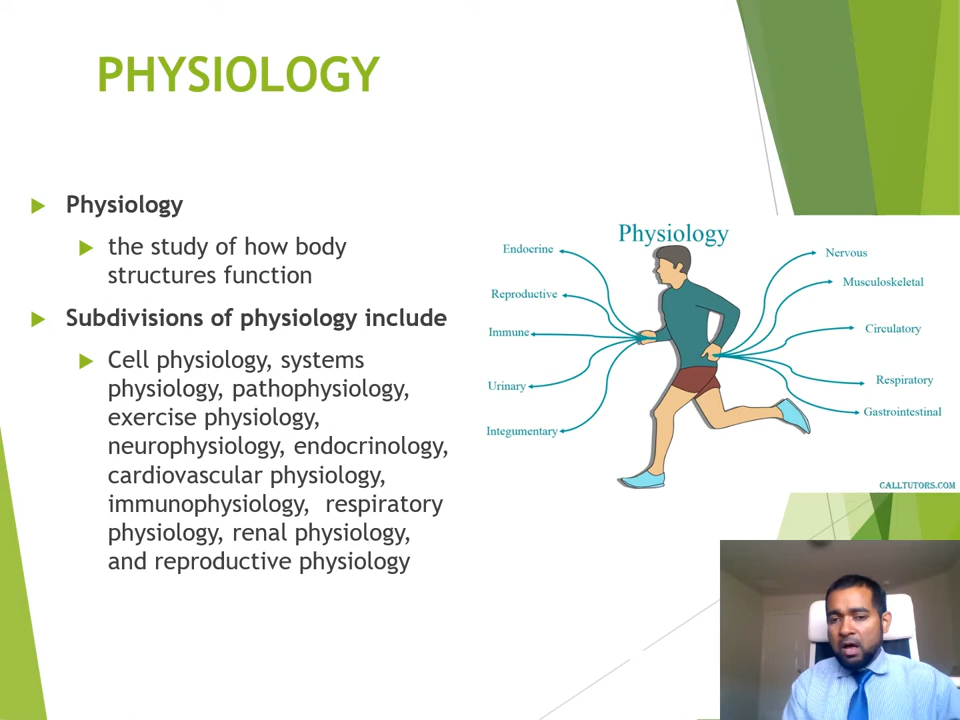 PHYSIOLOGY
Physiology
the study of how body
structures function
Subdivisions of physiology include
Cell physiology, systems
physiology, pathophysiology,
exercise physiology,
neurophysiology, endocrinology,
cardiovascular physiology,
immunophysiology, respiratory
physiology, renal physiology,
and reproductive physiology
Physiology
Endocrine
Reproductive
Immune
Urinary
Integumentary
Nervous
Musculoskeletal
Circulatory
Respiratory
Gastrointestinal
CALLTUTORS.COM